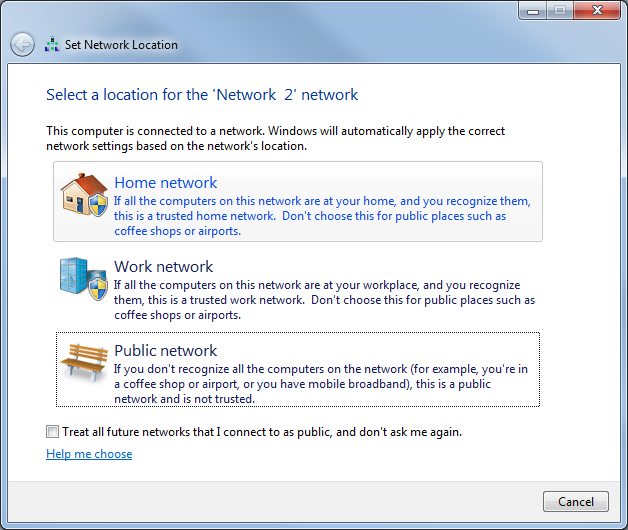 Set Network Location
Select a location for the 'Network  2' network
This computer is connected to a network. Windows will automatically apply the correct
network settings based on the network's location.
Home network
If all the computers on this network are at your home, and you recognize them,
this is a trusted home network.  Don't choose this for public places such as
coffee shops or airports.
Work network
If all the computers on this network are at your workplace, and you recognize
them, this is a trusted work network.  Don't choose this for public places such as
coffee shops or airports.
Public network
If you don't recognize all the computers on the network (for example, you're in
a coffee shop or airport, or you have mobile broadband), this is a public
network and is not trusted.
Treat all future networks that I connect to as public, and don't ask me again.
Help me choose
Cancel